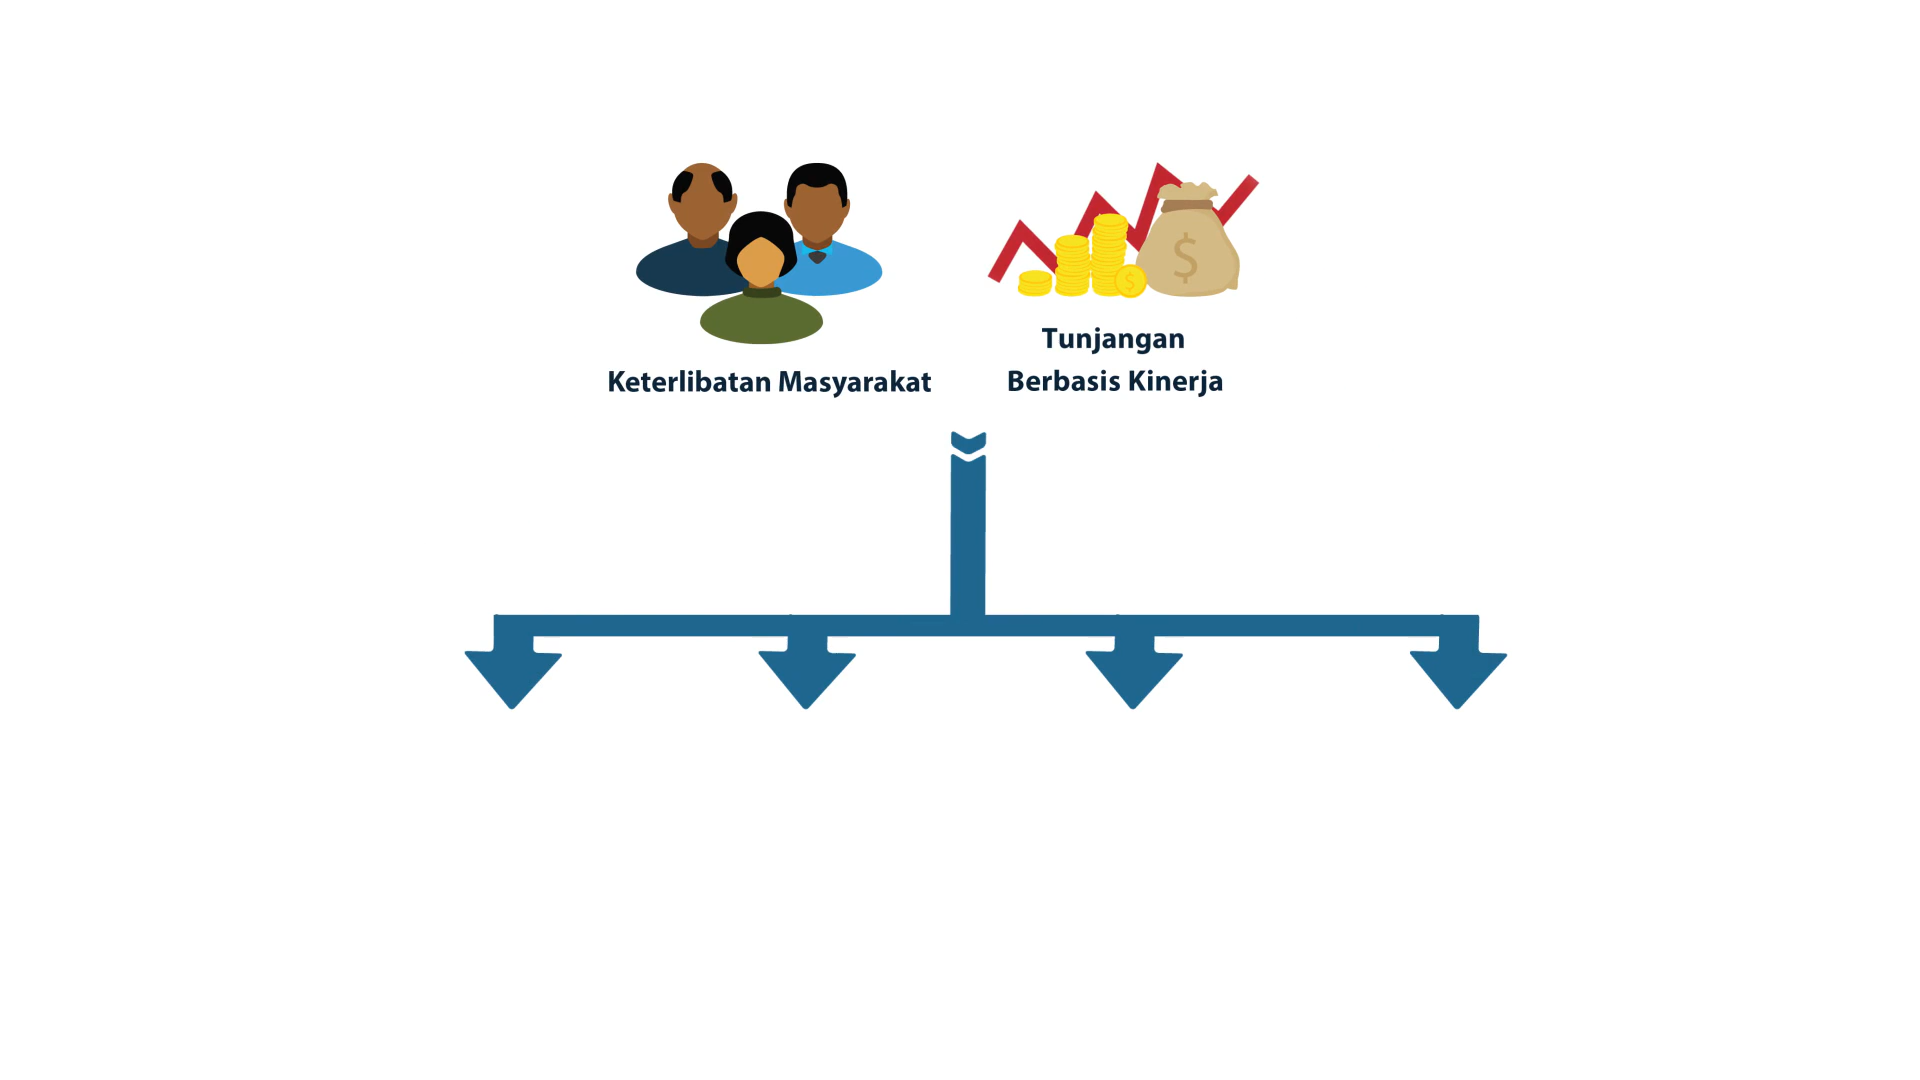 Keterlibatan Masyarakat
Tunjangan
Berbasis Kinerja
$
$